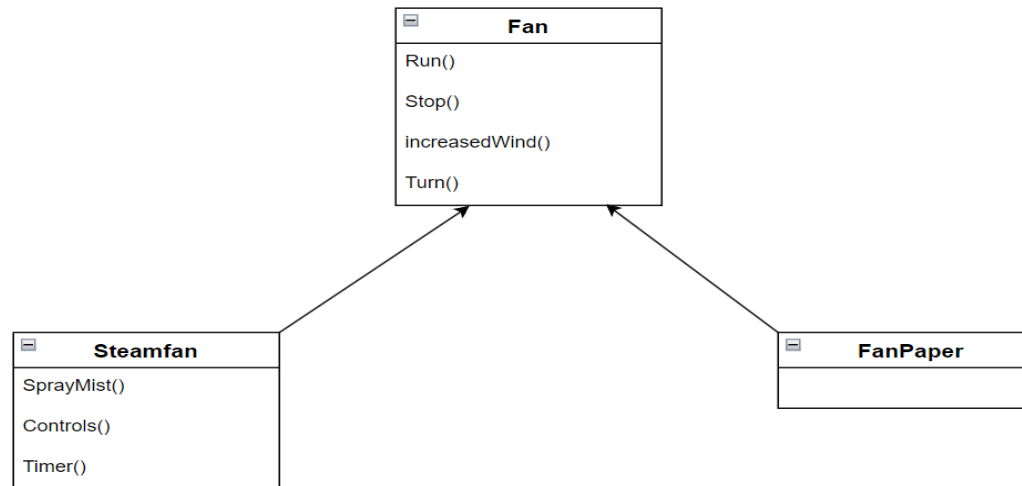 Fan
Run()
Stop()
increasedWind()
Turn()
Steamfan
SprayMist()
Controls()
Timer()
FanPaper